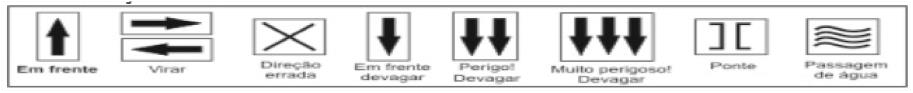 Em frente
Virar
Direção
errada
Em frente
devagar
Perigo!
Devagar
Muito perigoso!
Devagar
Ponte
Passagem
de água